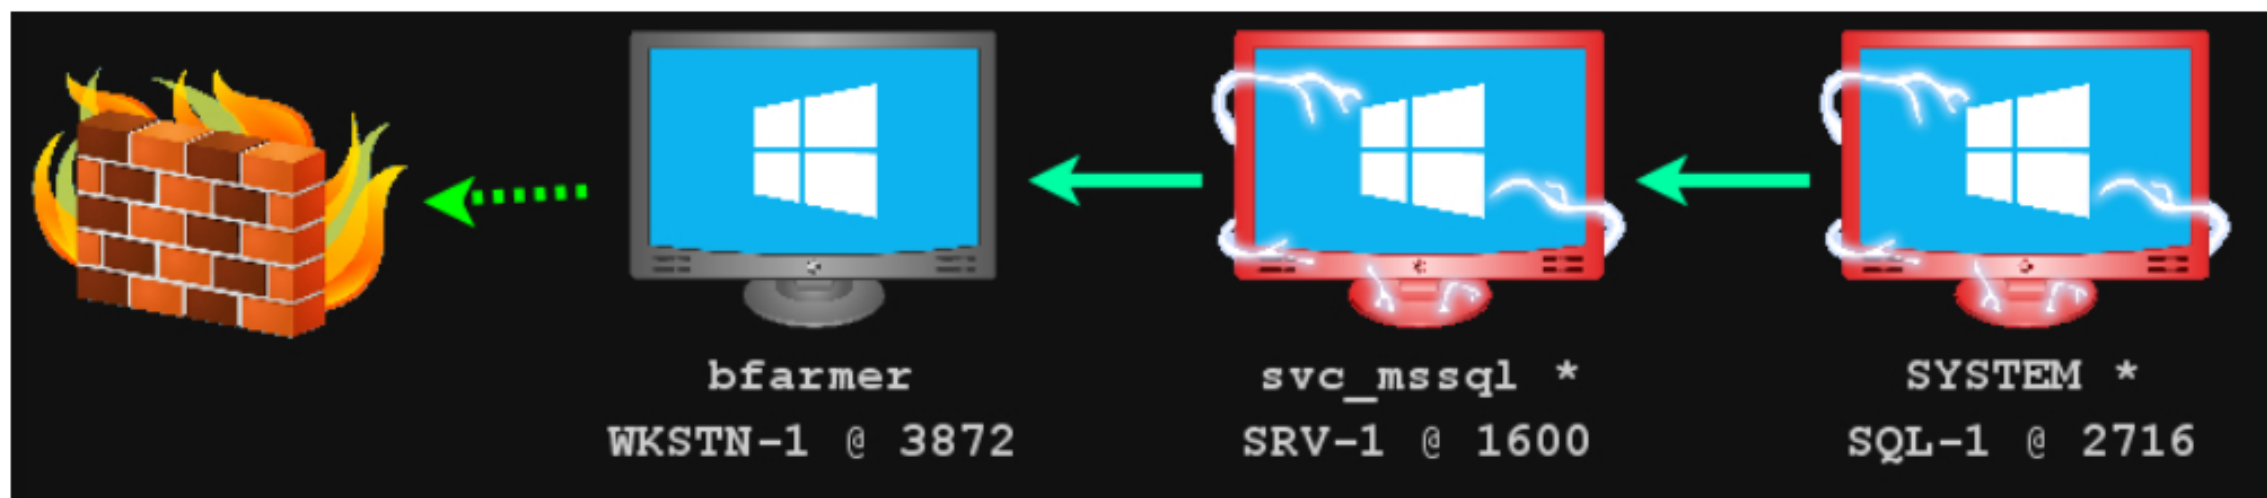 bfarmer
WKSTN-1 @ 3872
svc_mssql *
SRV-1 @ 1600
SYSTEM *
SQL-1 @ 2716